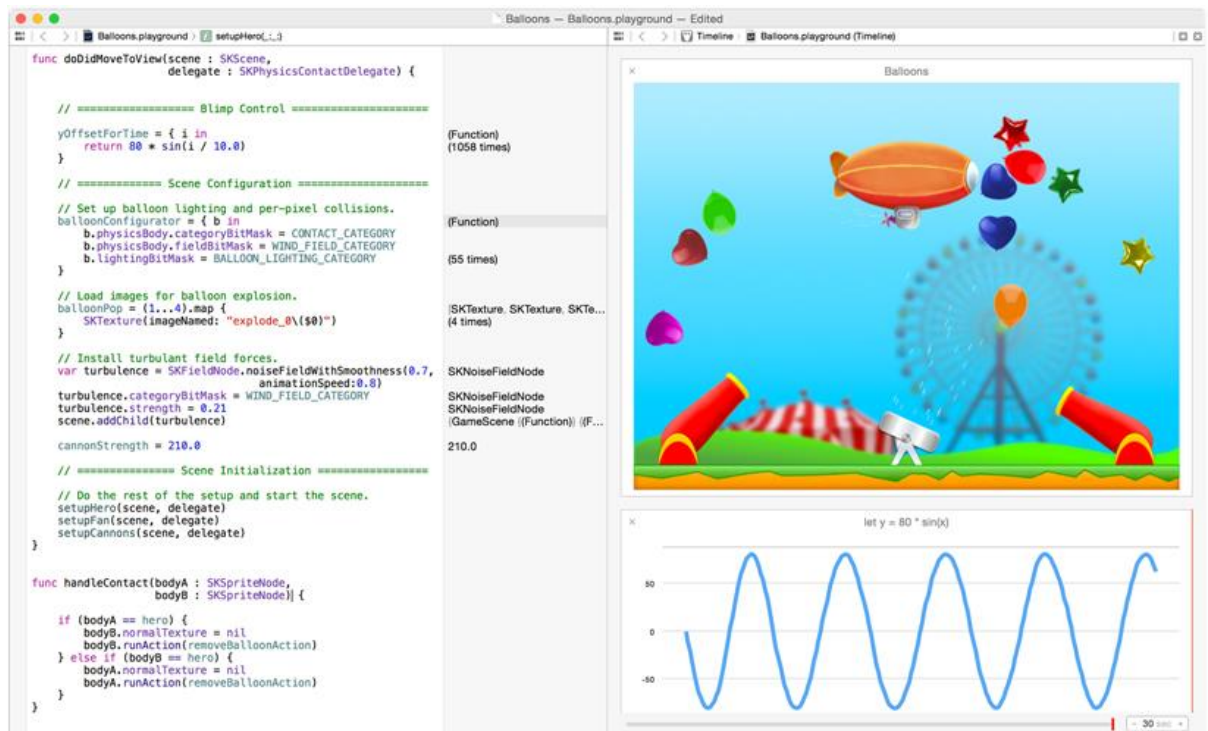 Balloons — Balloons.playground — Edited
Balloons.playground › setupHero(_:_:)
Timeline › Balloons.playground (Timeline)
func doDidMoveToView(scene : SKScene,
delegate : SKPhysicsContactDelegate) {
// ================== Blimp Control =====================
yOffsetForTime = { i in
(Function)
return 80 * sin(i / 10.0)
(1058 times)
}
// ============= Scene Configuration ====================
// Set up balloon lighting and per-pixel collisions.
balloonConfigurator = { b in
(Function)
b.physicsBody.categoryBitMask = CONTACT_CATEGORY
b.physicsBody.fieldBitMask = WIND_FIELD_CATEGORY
b.lightingBitMask = BALLOON_LIGHTING_CATEGORY
(55 times)
}
// Load images for balloon explosion.
balloonPop = (1...4).map {
[SKTexture, SKTexture, SKTe...
SKTexture(imageNamed: "explode_0\($0)")
(4 times)
}
// Install turbulant field forces.
var turbulence = SKFieldNode.noiseFieldWithSmoothness(0.7,
SKNoiseFieldNode
animationSpeed:0.8)
turbulence.categoryBitMask = WIND_FIELD_CATEGORY
SKNoiseFieldNode
turbulence.strength = 0.21
SKNoiseFieldNode
scene.addChild(turbulence)
{GameScene {(Function)} {(F...
cannonStrength = 210.0
210.0
// =============== Scene Initialization =================
// Do the rest of the setup and start the scene.
setupHero(scene, delegate)
setupFan(scene, delegate)
setupCannons(scene, delegate)
}
func handleContact(bodyA : SKSpriteNode,
bodyB : SKSpriteNode) {
if (bodyA == hero) {
bodyB.normalTexture = nil
bodyB.runAction(removeBalloonAction)
} else if (bodyB == hero) {
bodyA.normalTexture = nil
bodyA.runAction(removeBalloonAction)
}
}
Balloons
let y = 80 * sin(x)
50
0
-50
- 30 sec +